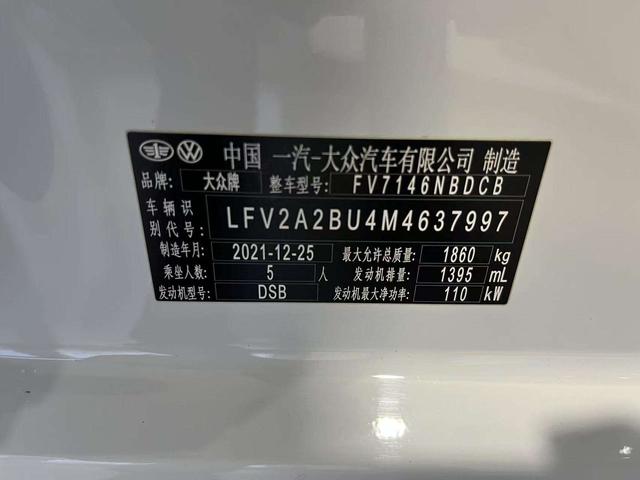 中国 一汽-大众汽车有限公司 制造
品牌: 大众牌 整车型号: FV7146NBDCB
车辆识别代号: LFV2A2BU4M4637997
制造年月: 2021-12-25 最大允许总质量: 1860 kg
乘坐人数: 5 人 发动机排量: 1395 mL
发动机型号: DSB 发动机最大净功率: 110 kW